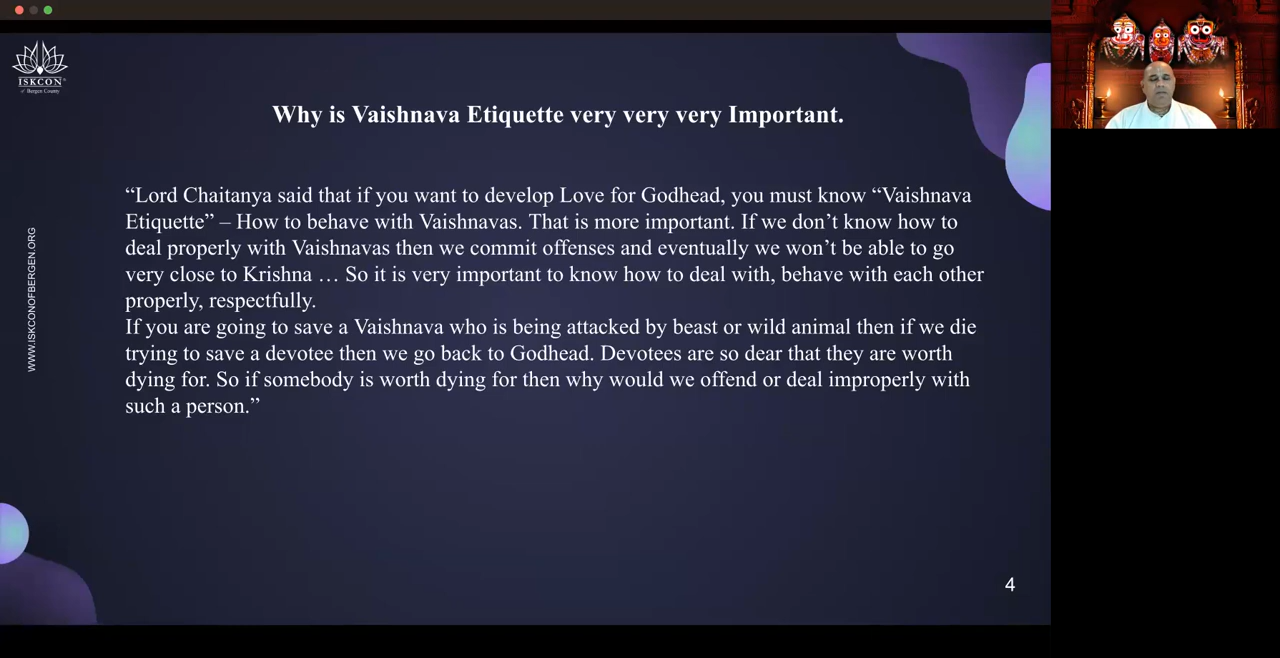 ISKCON
of Bergen County
WWW.ISKCONOFBERGEN.ORG
Why is Vaishnava Etiquette very very very Important.
“Lord Chaitanya said that if you want to develop Love for Godhead, you must know “Vaishnava
Etiquette” – How to behave with Vaishnavas. That is more important. If we don’t know how to
deal properly with Vaishnavas then we commit offenses and eventually we won’t be able to go
very close to Krishna … So it is very important to know how to deal with, behave with each other
properly, respectfully.
If you are going to save a Vaishnava who is being attacked by beast or wild animal then if we die
trying to save a devotee then we go back to Godhead. Devotees are so dear that they are worth
dying for. So if somebody is worth dying for then why would we offend or deal improperly with
such a person.”
4